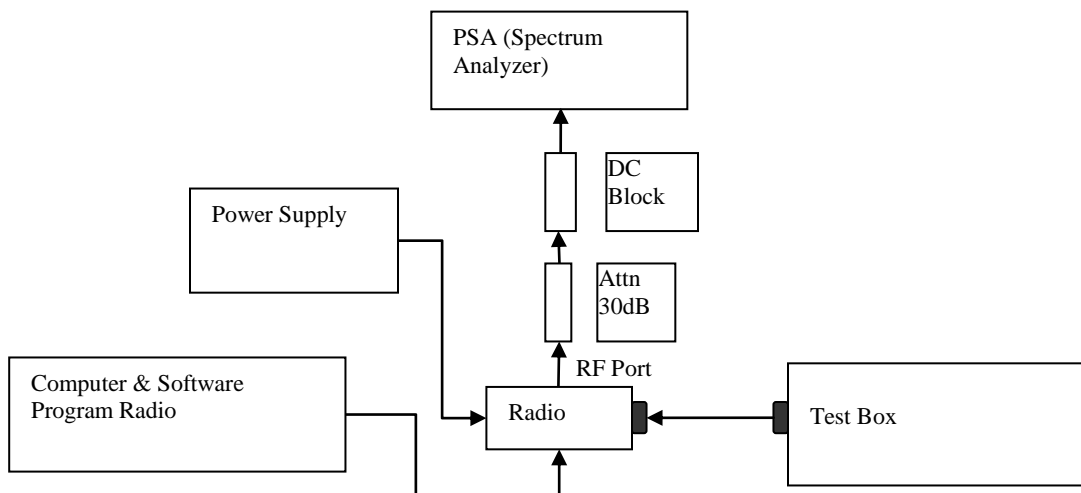 PSA (Spectrum
Analyzer)
DC
Block
Power Supply
Attn
30dB
RF Port
Computer & Software
Program Radio
Radio
Test Box